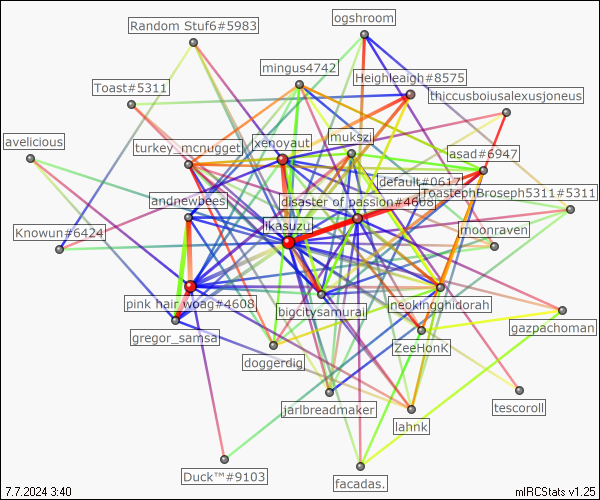 ogshroom
Random Stuf6#5983
mingus4742
Heighleigh#8575
Toast#5311
thiccusboiusalexusjoneus
avelicious
turkey_mcnugget
xenoyaut
lmukszi
asad#6947
default#0617
ToastephBroseph5311#5311
andnewbees
disaster of passion#4608
Ikasuzu
Knowun#6424
moonraven
pink hair woag#4608
bigcitysamurai
neokingghidorah
gregor_samsa
gazpachoman
ZeeHonK
doggerdig
jarlbreadmaker
tescoroll
lahnk
Duck™#9103
facadas.
7.7.2024 3:40
mIRCStats v1.25